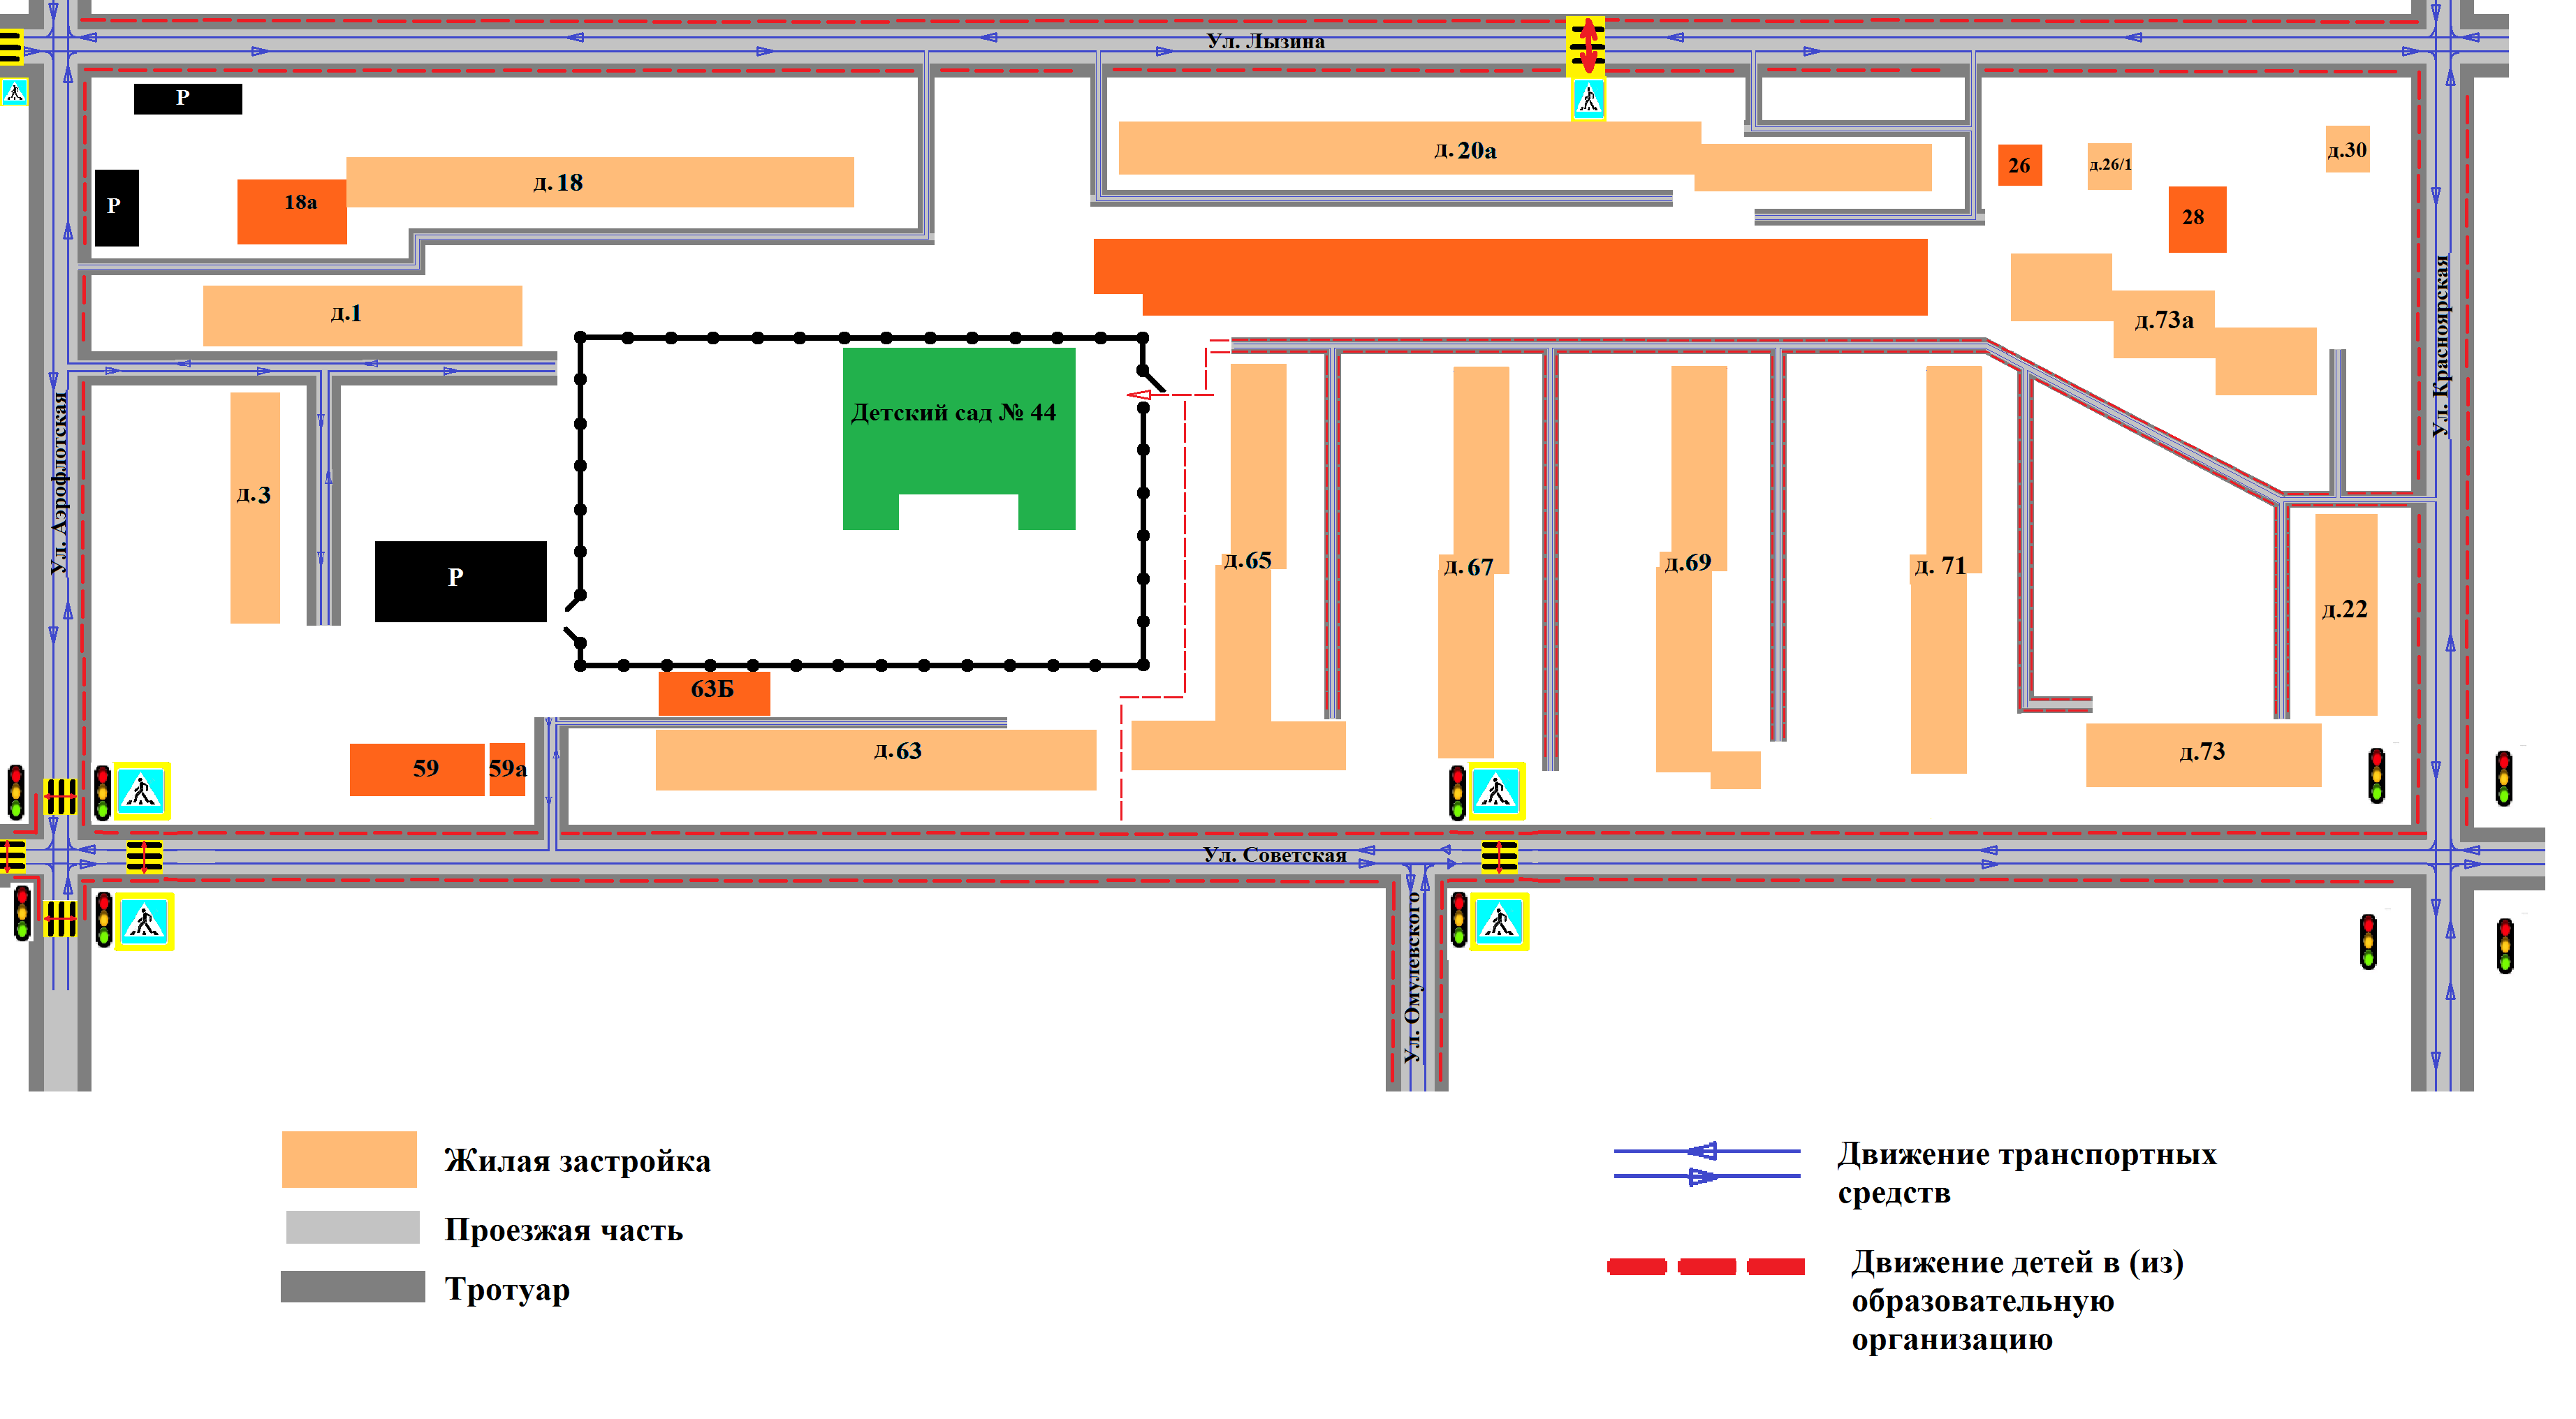 Ул. Лызина
Р
Р
18а
д.18
д.20а
26
д.26/1
д.30
28
д.1
д.73а
Ул. Аэрофлотская
Ул. Красноярская
д.3
Детский сад № 44
Р
д.65
д.67
д.69
д. 71
д.22
63Б
59
59а
д.63
д.73
Ул. Советская
Ул. Омулевского
Жилая застройка
Проезжая часть
Тротуар
Движение транспортных
средств
Движение детей в (из)
образовательную
организацию